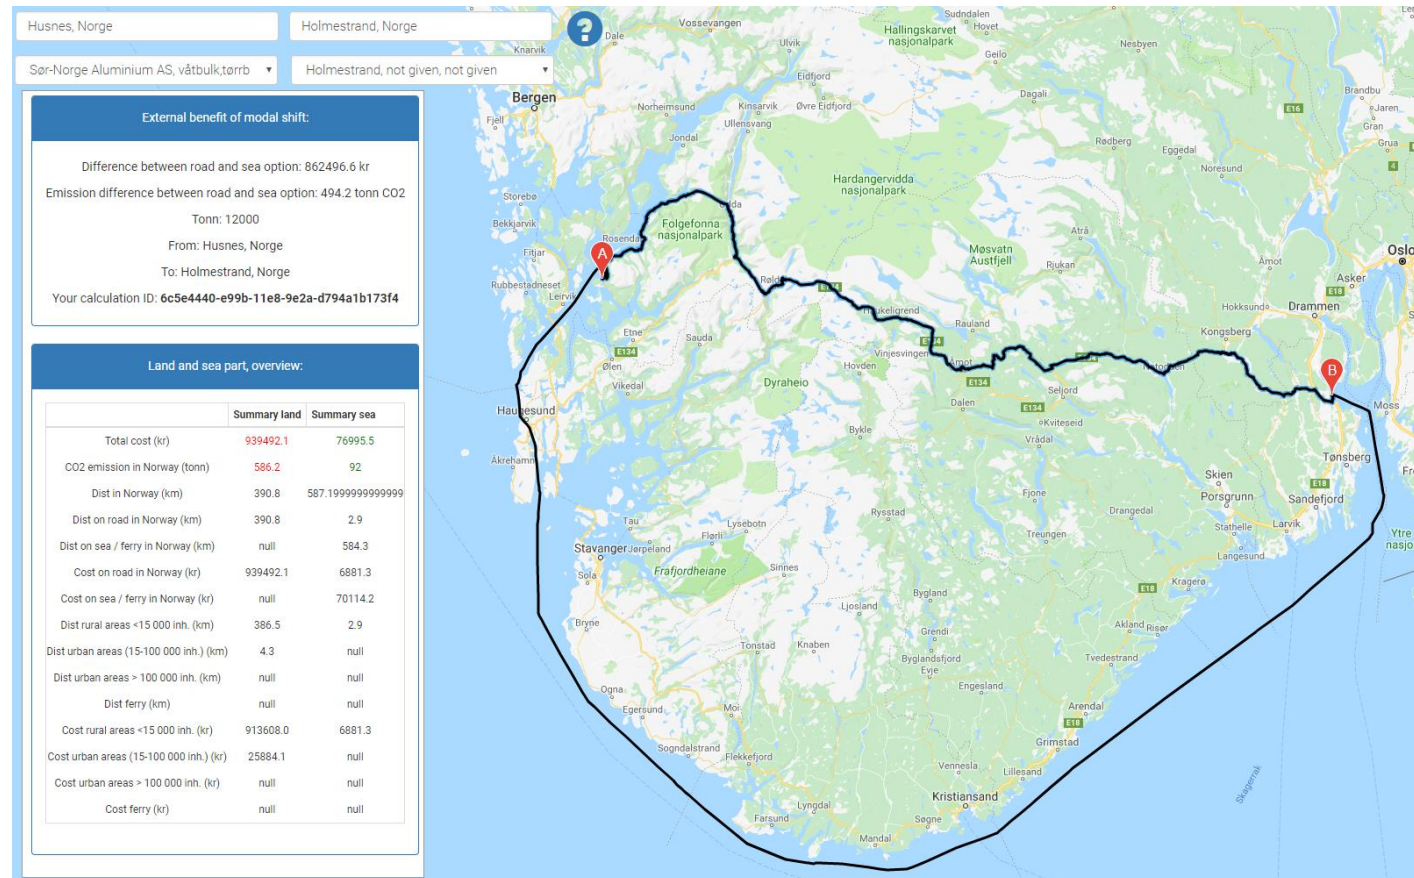 Husnes, Norge
Holmestrand, Norge
?
Sør-Norge Aluminium AS, våtbulk,tørrb
Holmestrand, not given, not given
External benefit of modal shift:
Difference between road and sea option: 862496.6 kr
Emission difference between road and sea option: 494.2 tonn CO2
Tonn: 12000
From: Husnes, Norge
To: Holmestrand, Norge
Your calculation ID: 6c5e4440-e99b-11e8-9e2a-d794a1b173f4
Land and sea part, overview:
Summary land Summary sea
Total cost (kr) 939492.1 76995.5
CO2 emission in Norway (tonn) 586.2 92
Dist in Norway (km) 390.8 587.1999999999999
Dist on road in Norway (km) 390.8 2.9
Dist on sea / ferry in Norway (km) null 584.3
Cost on road in Norway (kr) 939492.1 6881.3
Cost on sea / ferry in Norway (kr) null 70114.2
Dist rural areas <15 000 inh. (km) 386.5 2.9
Dist urban areas (15-100 000 inh.) (km) 4.3 null
Dist urban areas > 100 000 inh. (km) null null
Dist ferry (km) null null
Cost rural areas <15 000 inh. (kr) 913608.0 6881.3
Cost urban areas (15-100 000 inh.) (kr) 25884.1 null
Cost urban areas > 100 000 inh. (kr) null null
Cost ferry (kr) null null
Vossevangen
Sudndalen
Hovet
Hallingskarvet
nasjonalpark
Dale
Ulvik
Geilo
Nesbyen
Knarvik
Eidfjord
Dagali
Brandbu
Bergen
Norheimsund
Kinsarvik
Øvre Eidfjord
E16
Jaren
Fjell
Ullensvang
Gran
Jondal
Rødberg
Eggedal
Grua
Noresund
4
Hardangervidda
nasjonalpark
Storebø
Folgefonna
nasjonalpark
Bekkjarvik
Atrå
Rosendal
A
Fitjar
Møsvatn
Austfjell
Rjukan
Åmot
Oslo
Asker
Rubbestadneset
Leirvik
Røldal
E18
Hokksund
Drammen
Haukeligrend
Rauland
Kongsberg
Etne
Sauda
E134
Ølen
Vinjesvingen
Hovden
Åmot
Notodden
B
Vikedal
Dyraheio
E134
Seljord
Dalen
Moss
Haugesund
E134
Kviteseid
Bykle
Vrådal
Åkrehamn
Tønsberg
Skien
Fjone
E18
Porsgrunn
Sandefjord
Rysstad
Drangedal
Tau
Lysebotn
Fløril
Treungen
Stathelle
Larvik
Ytre
Stavanger
Jørpeland
Langesund
Sola
Frafjordheiane
Sinnes
Kragerø
E18
Bygland
Ljosland
Bryne
Grendi
Åkland
Risør
Tonstad
Knaben
Byglandsfjord
Evje
Tvedestrand
Ogna
Engesland
Egersund
Moi
Arendal
E18
Sogndalstrand
Flekkefjord
Grimstad
Vennesla
Lillesand
Kristiansand
Skagerrak
Lyngdal
Farsund
Søgne
Mandal